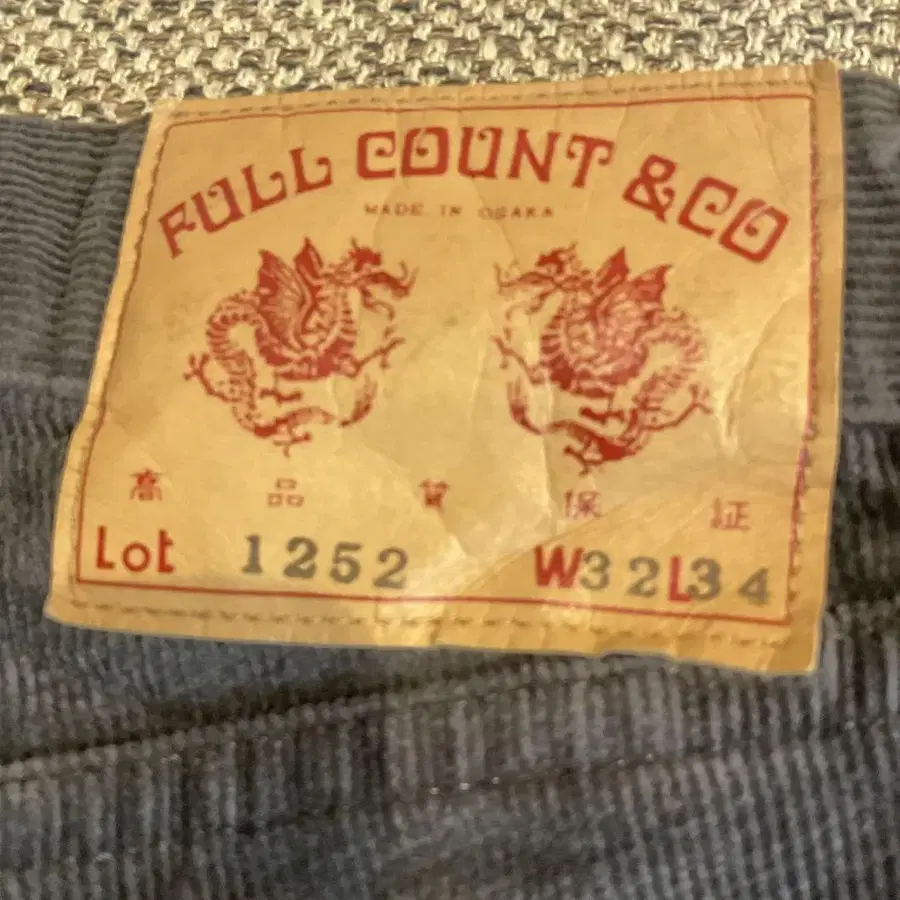 FULL COUNT &CO
MADE IN OSAKA
高品質保証
Lot 1252 W32L34